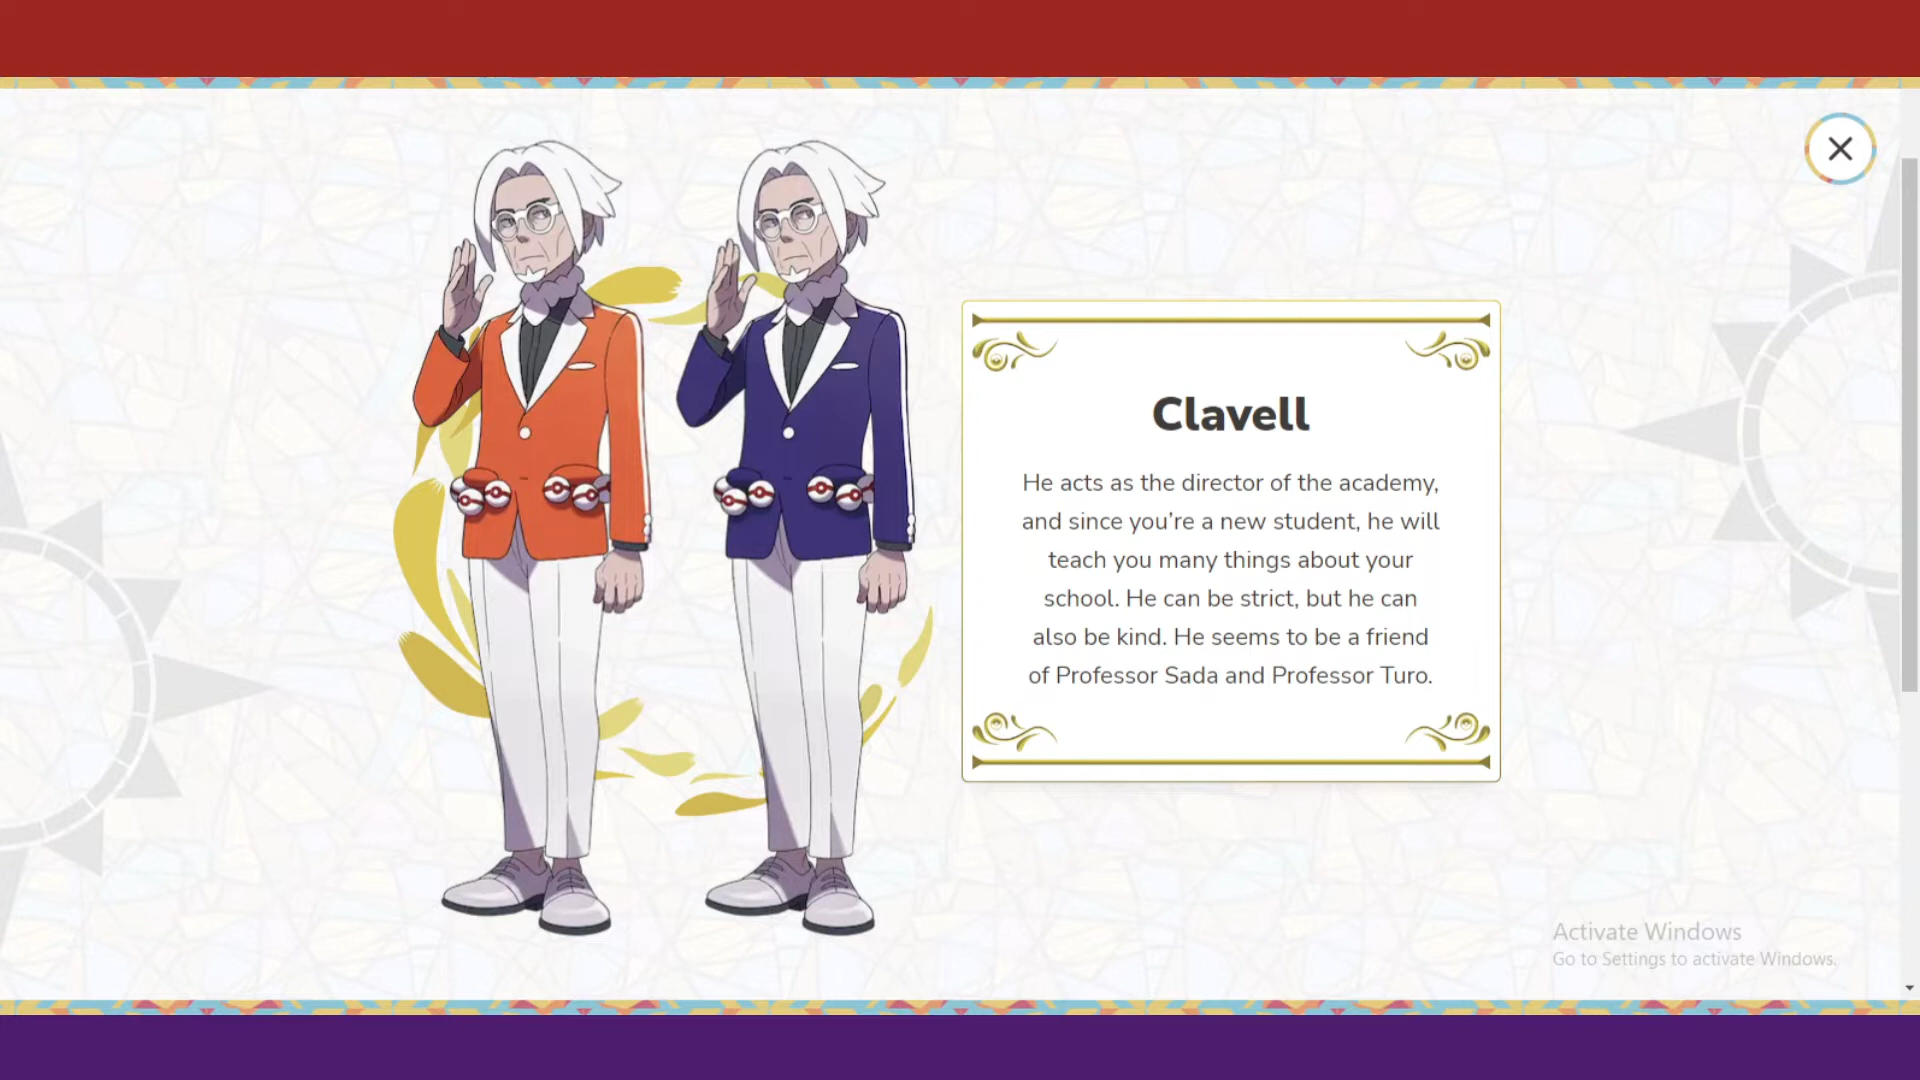 Clavell
He acts as the director of the academy,
and since you’re a new student, he will
teach you many things about your
school. He can be strict, but he can
also be kind. He seems to be a friend
of Professor Sada and Professor Turo.
Activate Windows
Go to Settings to activate Windows.